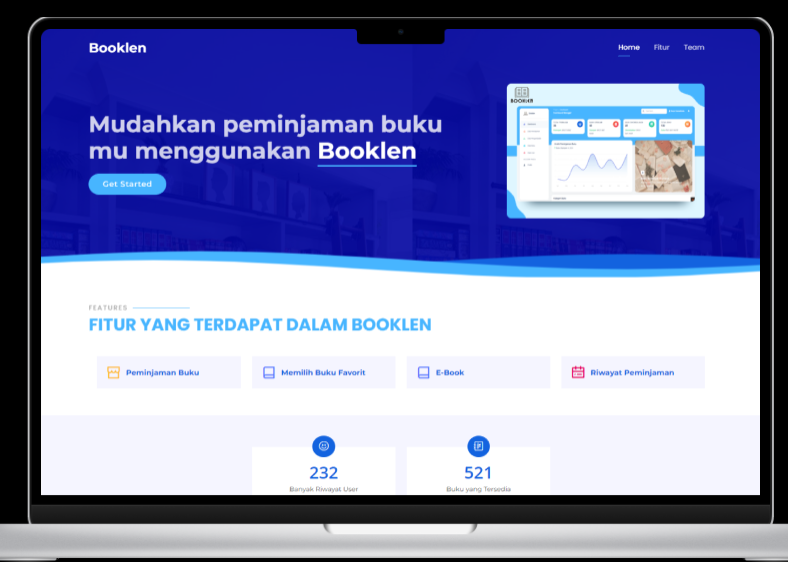 Booklen
Home Fitur Team
Mudahkan peminjaman buku
mu menggunakan Booklen
Get Started
BOOKLEN
FEATURES
FITUR YANG TERDAPAT DALAM BOOKLEN
Peminjaman Buku
Memilih Buku Favorit
E-Book
Riwayat Peminjaman
232
Banyak Riwayat User
521
Buku yang Tersedia